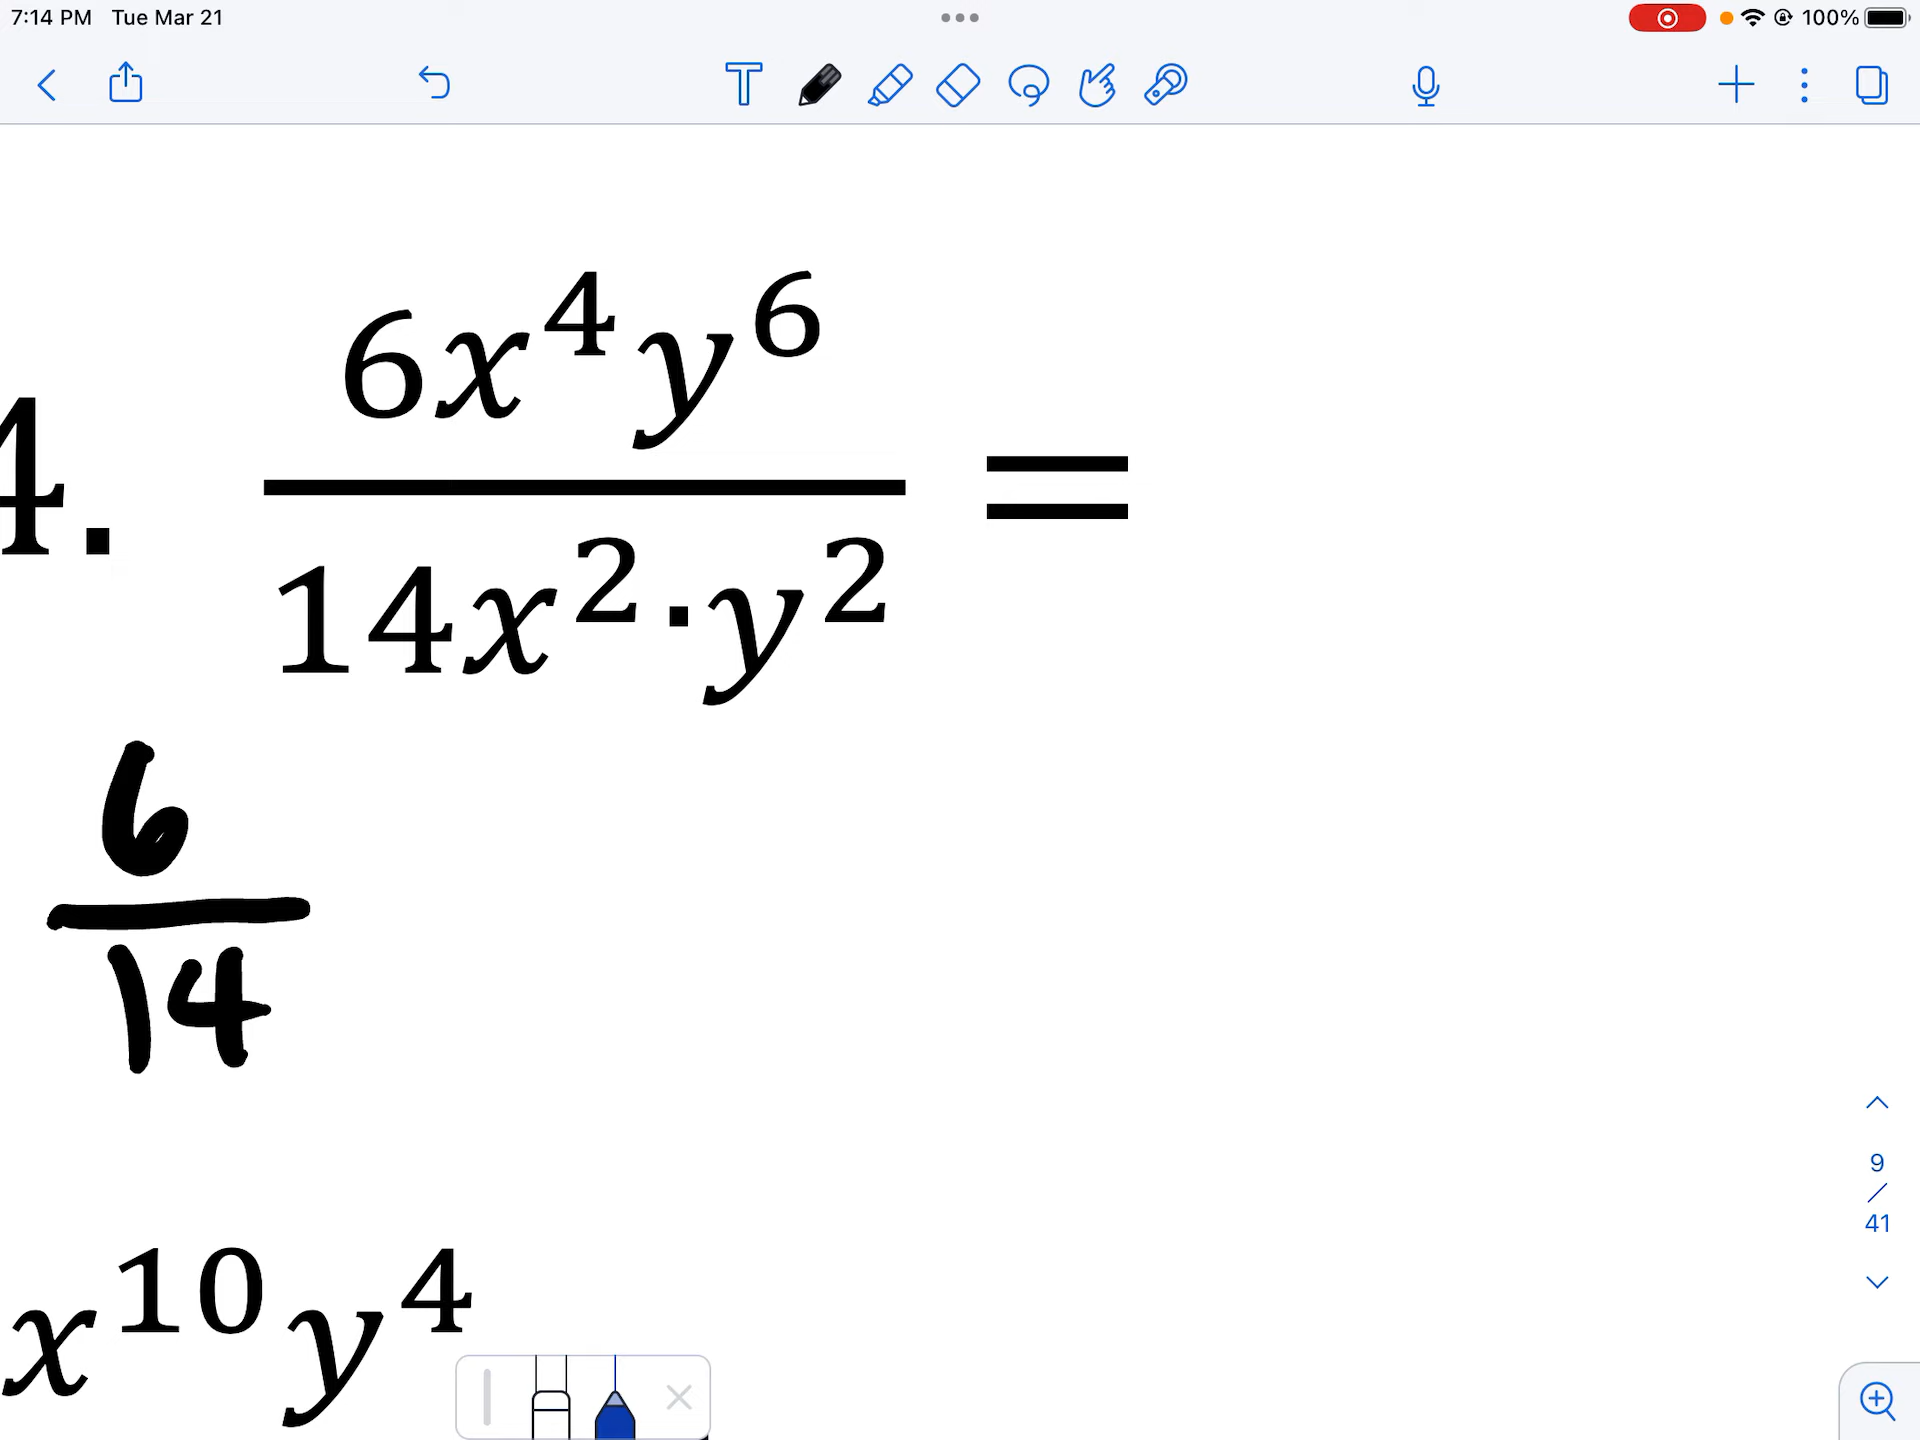 7:14 PM Tue Mar 21
100%
T
6x⁴y⁶
4. ――― =
14x²·y²
6
―
14
9
/
41
x¹⁰y⁴